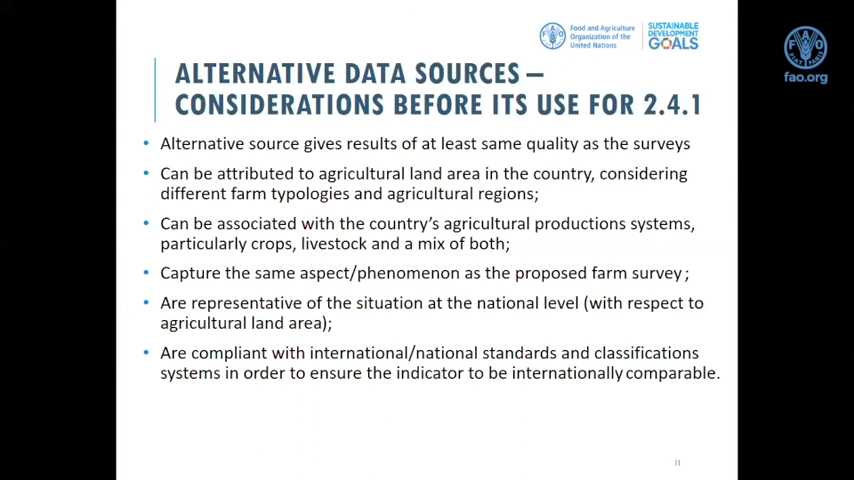 Food and Agriculture
Organization of the
United Nations
SUSTAINABLE
DEVELOPMENT
GOALS
FAO
FIAT PANIS
fao.org
ALTERNATIVE DATA SOURCES –
CONSIDERATIONS BEFORE ITS USE FOR 2.4.1
• Alternative source gives results of at least same quality as the surveys
• Can be attributed to agricultural land area in the country, considering
different farm typologies and agricultural regions;
• Can be associated with the country's agricultural productions systems,
particularly crops, livestock and a mix of both;
• Capture the same aspect/phenomenon as the proposed farm survey;
• Are representative of the situation at the national level (with respect to
agricultural land area);
• Are compliant with international/national standards and classifications
systems in order to ensure the indicator to be internationally comparable.
11